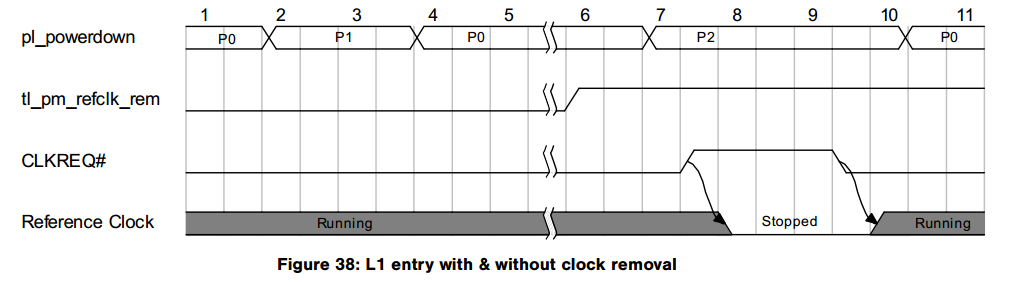 1 2 3 4 5 6 7 8 9 10 11
pl_powerdown P0 P1 P0 P2 P0
tl_pm_refclk_rem
CLKREQ#
Reference Clock Running Stopped Running
Figure 38: L1 entry with & without clock removal